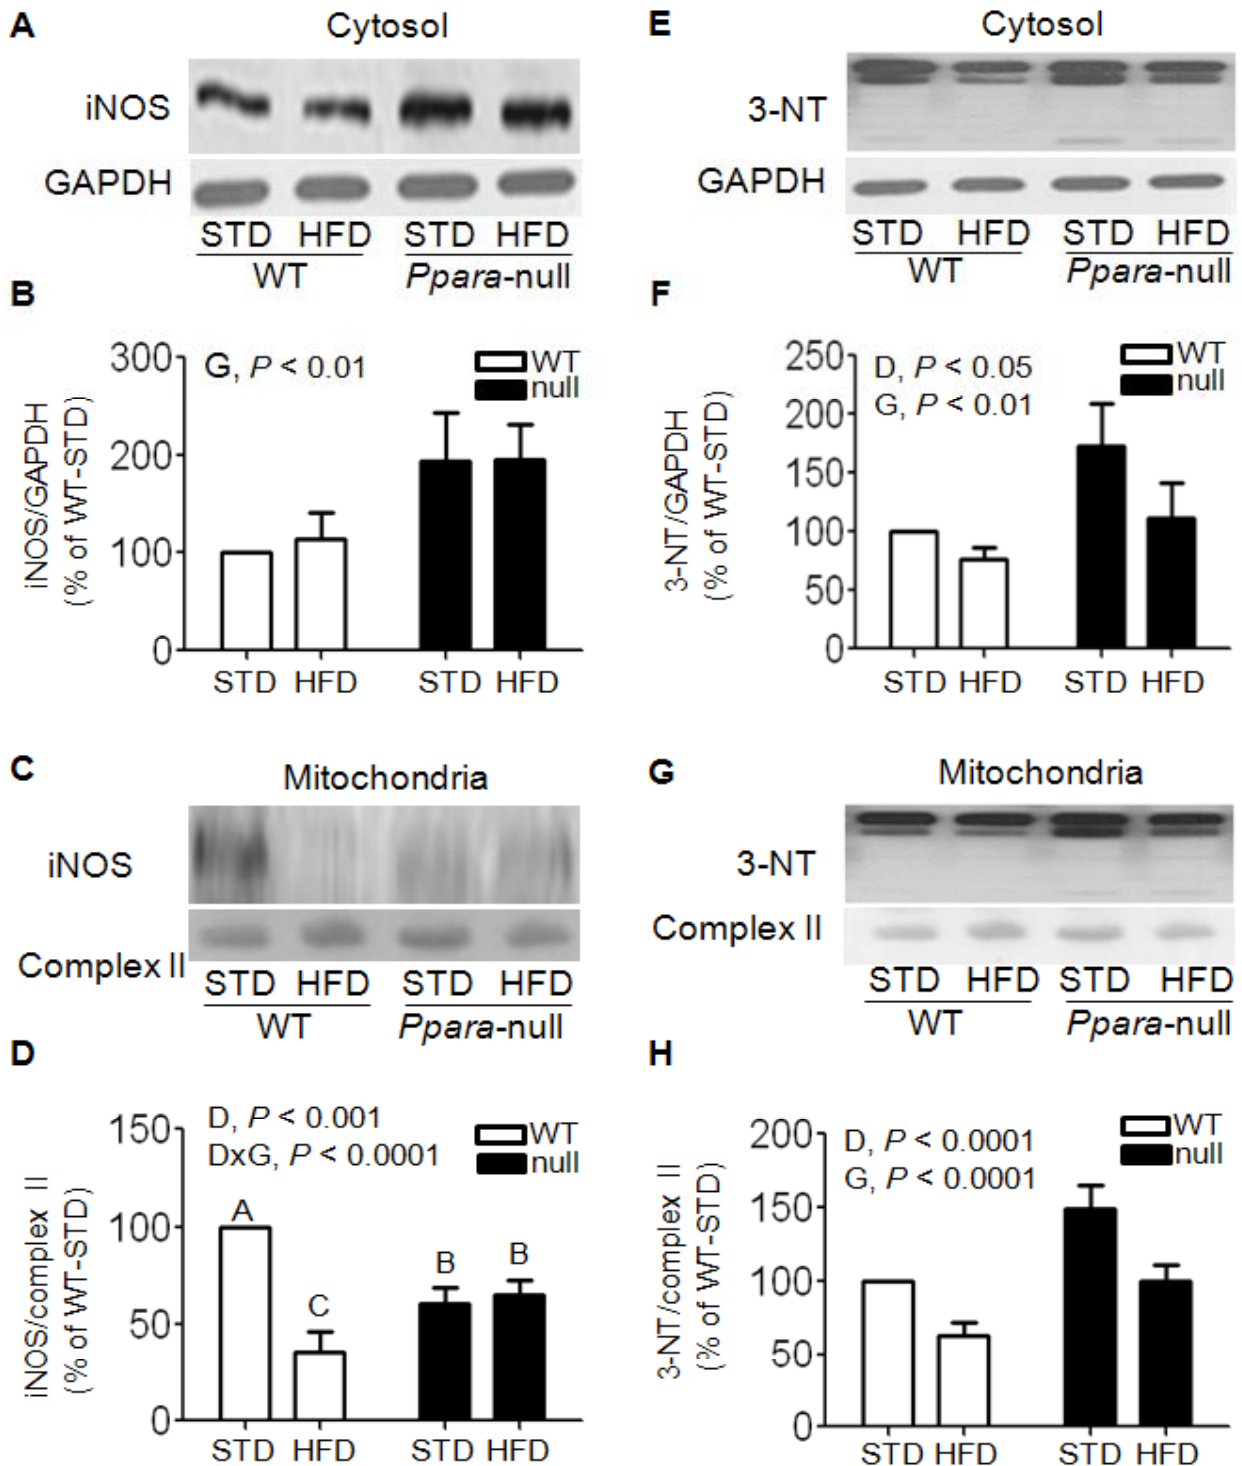 A
Cytosol
iNOS
GAPDH
STD HFD STD HFD
WT Ppara-null
B
G, P < 0.01
WT
null
iNOS/GAPDH
(% of WT-STD)
300
200
100
0
STD HFD STD HFD
C
Mitochondria
iNOS
Complex II
STD HFD STD HFD
WT Ppara-null
D
D, P < 0.001
DxG, P < 0.0001
WT
null
iNOS/complex II
(% of WT-STD)
150
100
50
0
A
C
B
B
STD HFD STD HFD
E
Cytosol
3-NT
GAPDH
STD HFD STD HFD
WT Ppara-null
F
D, P < 0.05
G, P < 0.01
WT
null
3-NT/GAPDH
(% of WT-STD)
250
200
150
100
50
0
STD HFD STD HFD
G
Mitochondria
3-NT
Complex II
STD HFD STD HFD
WT Ppara-null
H
D, P < 0.0001
G, P < 0.0001
WT
null
3-NT/complex II
(% of WT-STD)
200
150
100
50
0
STD HFD STD HFD